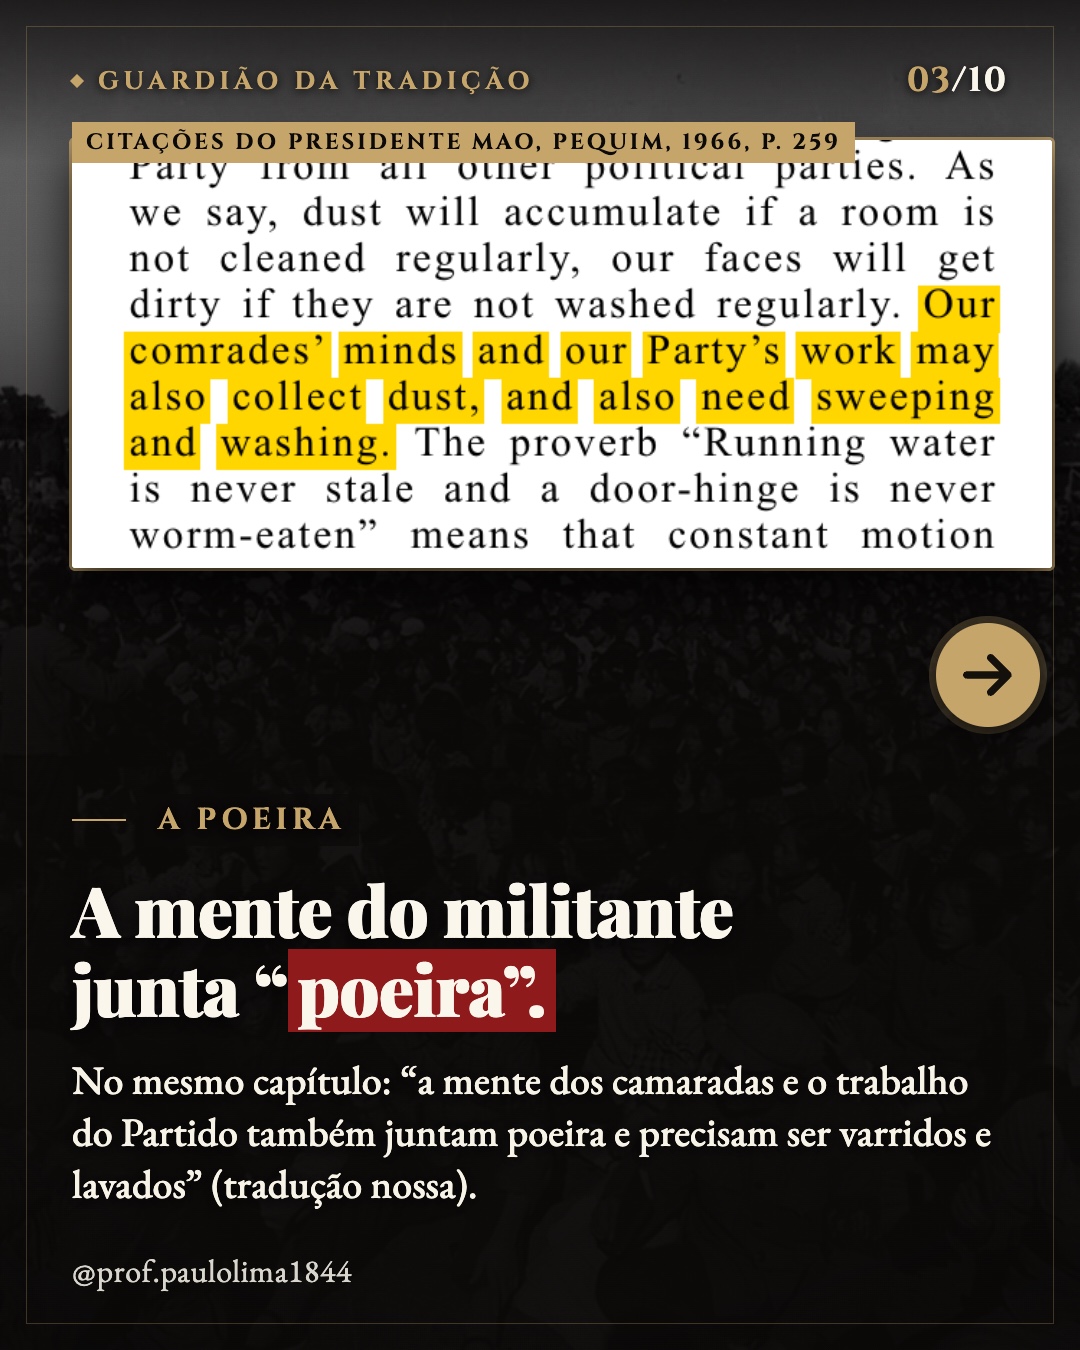 ◆ GUARDIÃO DA TRADIÇÃO
03/10
CITAÇÕES DO PRESIDENTE MAO, PEQUIM, 1966, P. 259
Party from all other political parties. As
we say, dust will accumulate if a room is
not cleaned regularly, our faces will get
dirty if they are not washed regularly. Our
comrades’ minds and our Party’s work may
also collect dust, and also need sweeping
and washing. The proverb “Running water
is never stale and a door-hinge is never
worm-eaten” means that constant motion
A POEIRA
A mente do militante
junta “poeira”.
No mesmo capítulo: “a mente dos camaradas e o trabalho
do Partido também juntam poeira e precisam ser varridos e
lavados” (tradução nossa).
@prof.paulolima1844